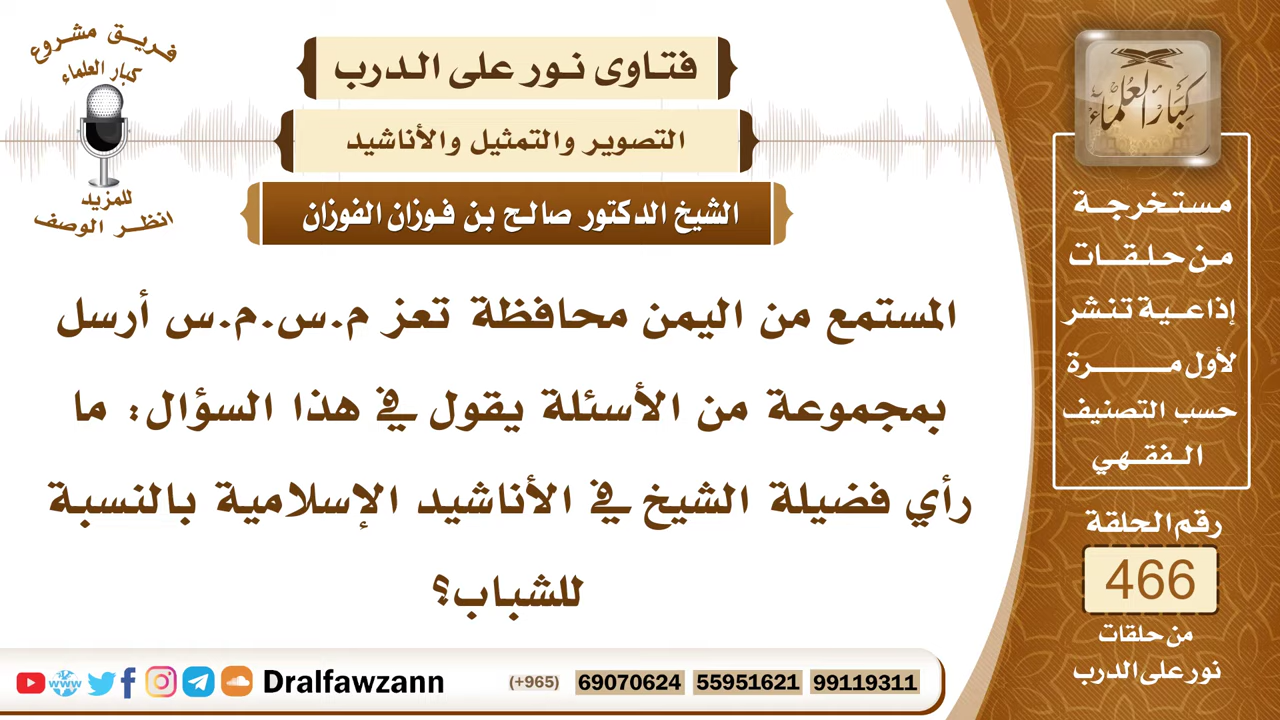 فريق مشروع
كبار العلماء
للمزيد
انظر الوصف
فتاوى نور على الدرب
التصوير والتمثيل والأناشيد
الشيخ الدكتور صالح بن فوزان الفوزان
المستمع من اليمن محافظة تعز م.س.م.س أرسل
بمجموعة من الأسئلة يقول في هذا السؤال: ما
رأي فضيلة الشيخ في الأناشيد الإسلامية بالنسبة
للشباب؟
كبار العلماء
مستخرجة
من حلقات
إذاعية تنشر
لأول مرة
حسب التصنيف
الفقهي
رقم الحلقة
466
من حلقات
نور على الدرب
www Dralfawzann (+965) 69070624 55951621 99119311